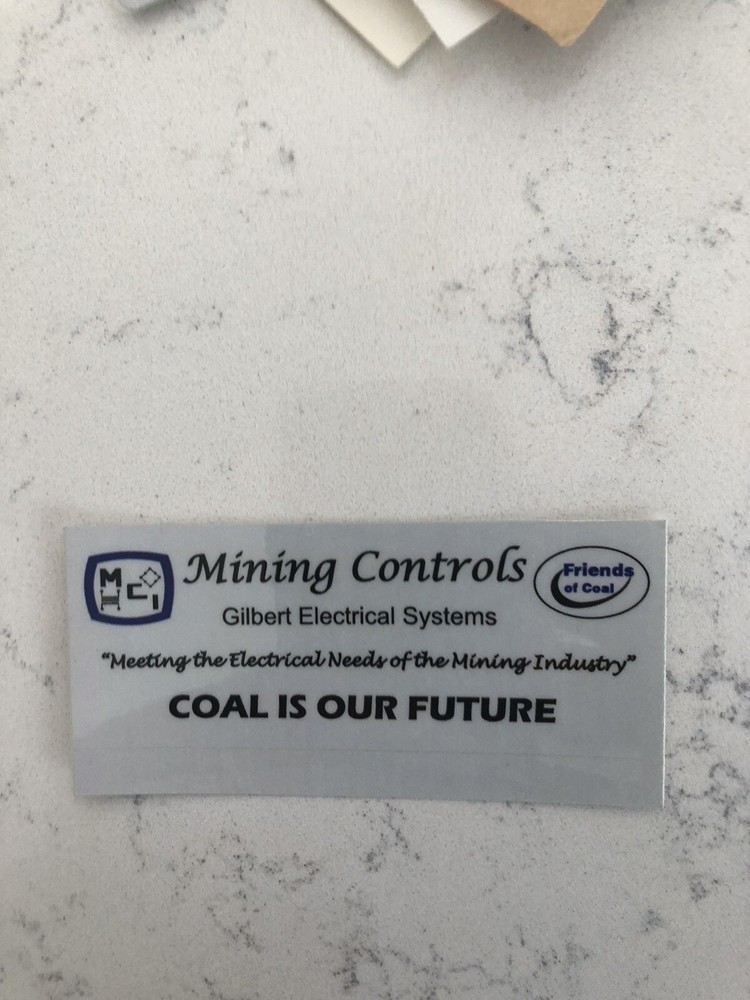 MCI
Mining Controls
Friends
of Coal
Gilbert Electrical Systems
“Meeting the Electrical Needs of the Mining Industry”
COAL IS OUR FUTURE